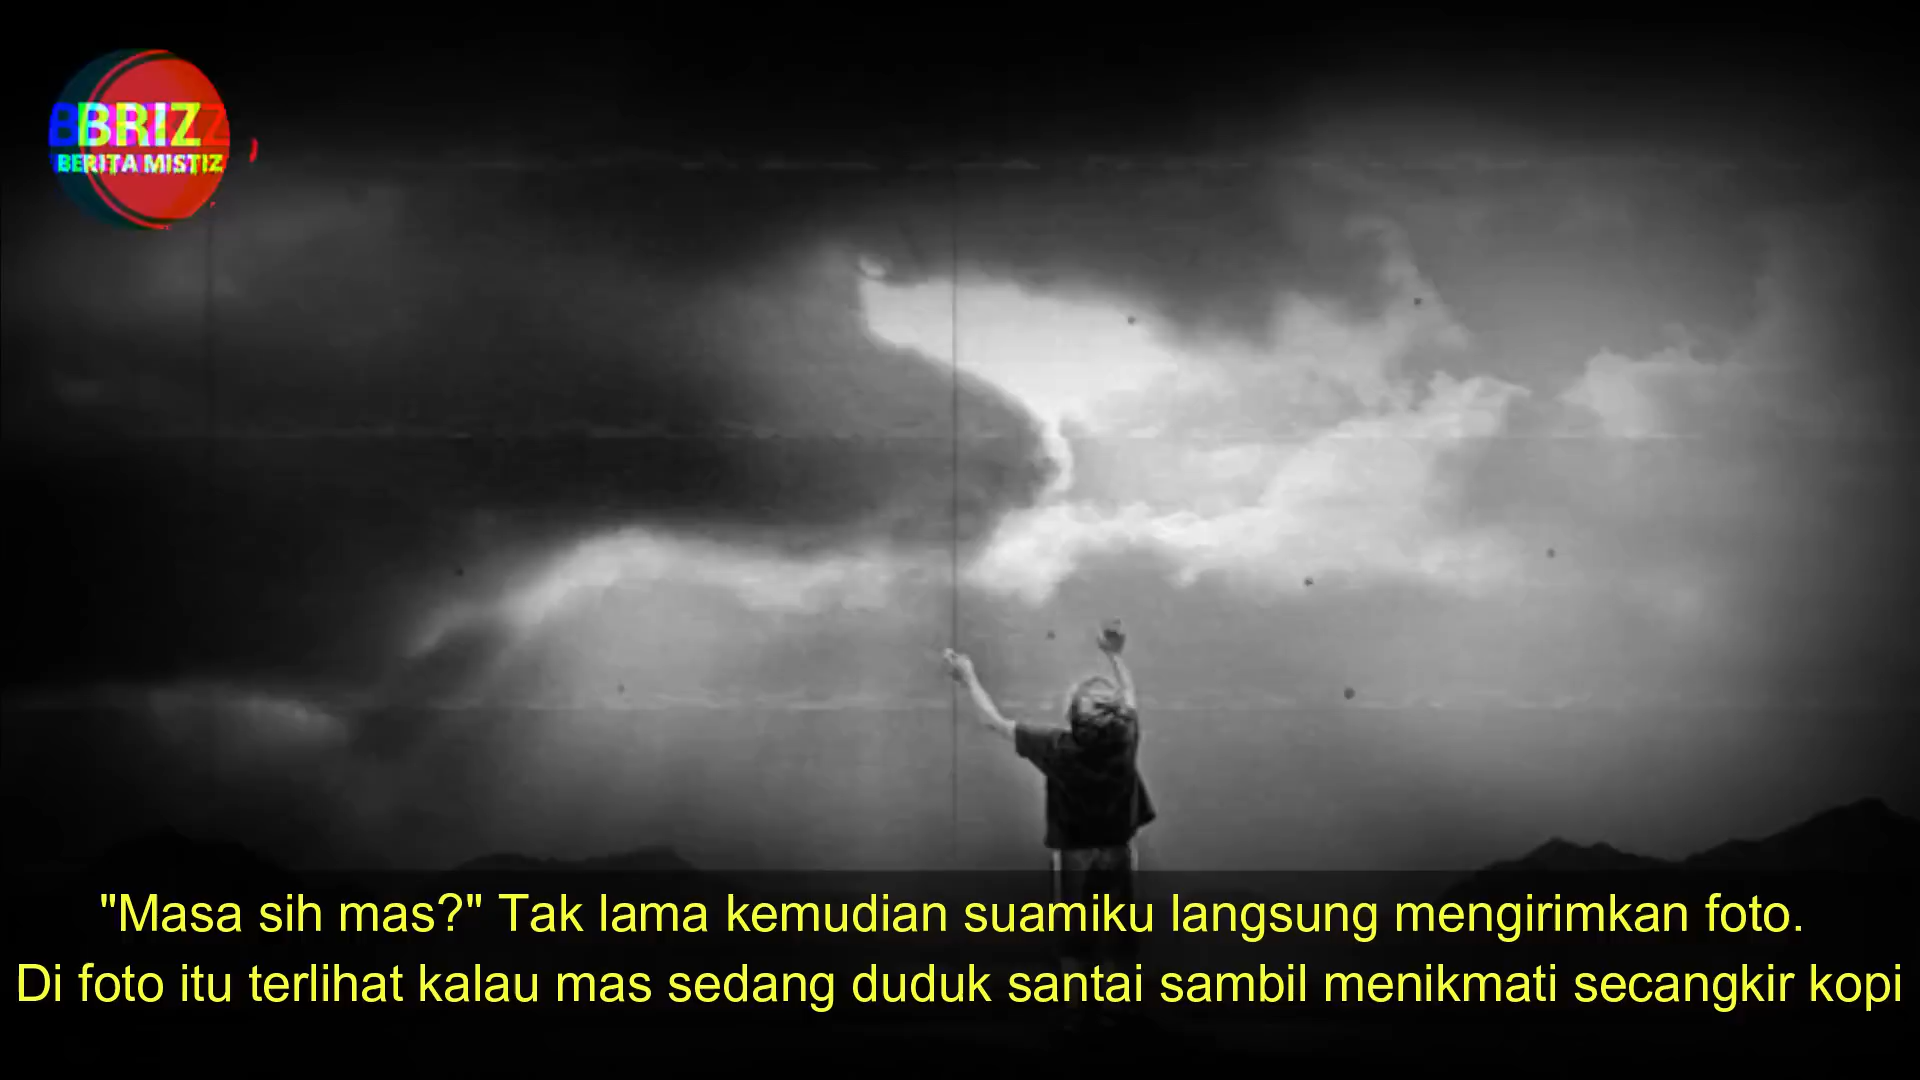 BRIZ
BERITA MISTIZ
"Masa sih mas?" Tak lama kemudian suamiku langsung mengirimkan foto.
Di foto itu terlihat kalau mas sedang duduk santai sambil menikmati secangkir kopi